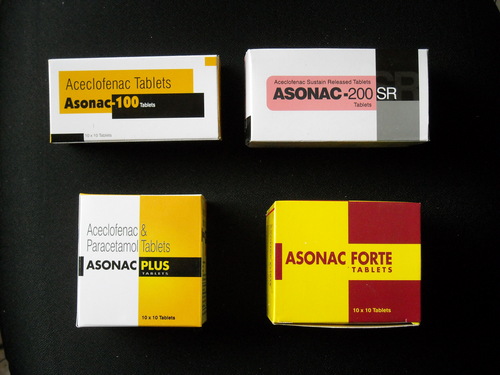 Aceclofenac Tablets
Asonac-100 Tablets
10 x 10 Tablets
Aceclofenac Sustain Released Tablets
ASONAC-200 SR
Tablets
SR
Aceclofenac &
Paracetamol Tablets
ASONAC PLUS
TABLETS
10 x 10 Tablets
ASONAC FORTE
TABLETS
10 x 10 Tablets